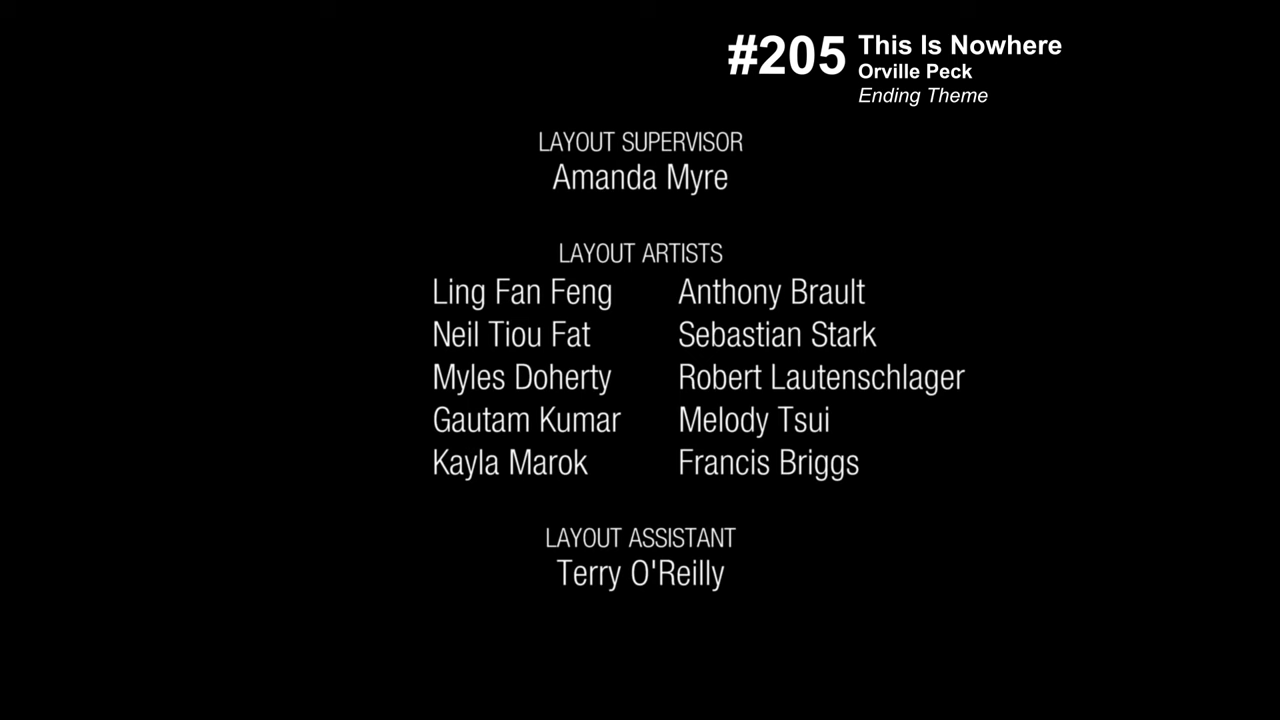 #205 This Is Nowhere
Orville Peck
Ending Theme
LAYOUT SUPERVISOR
Amanda Myre
LAYOUT ARTISTS
Ling Fan Feng Anthony Brault
Neil Tiou Fat Sebastian Stark
Myles Doherty Robert Lautenschlager
Gautam Kumar Melody Tsui
Kayla Marok Francis Briggs
LAYOUT ASSISTANT
Terry O'Reilly